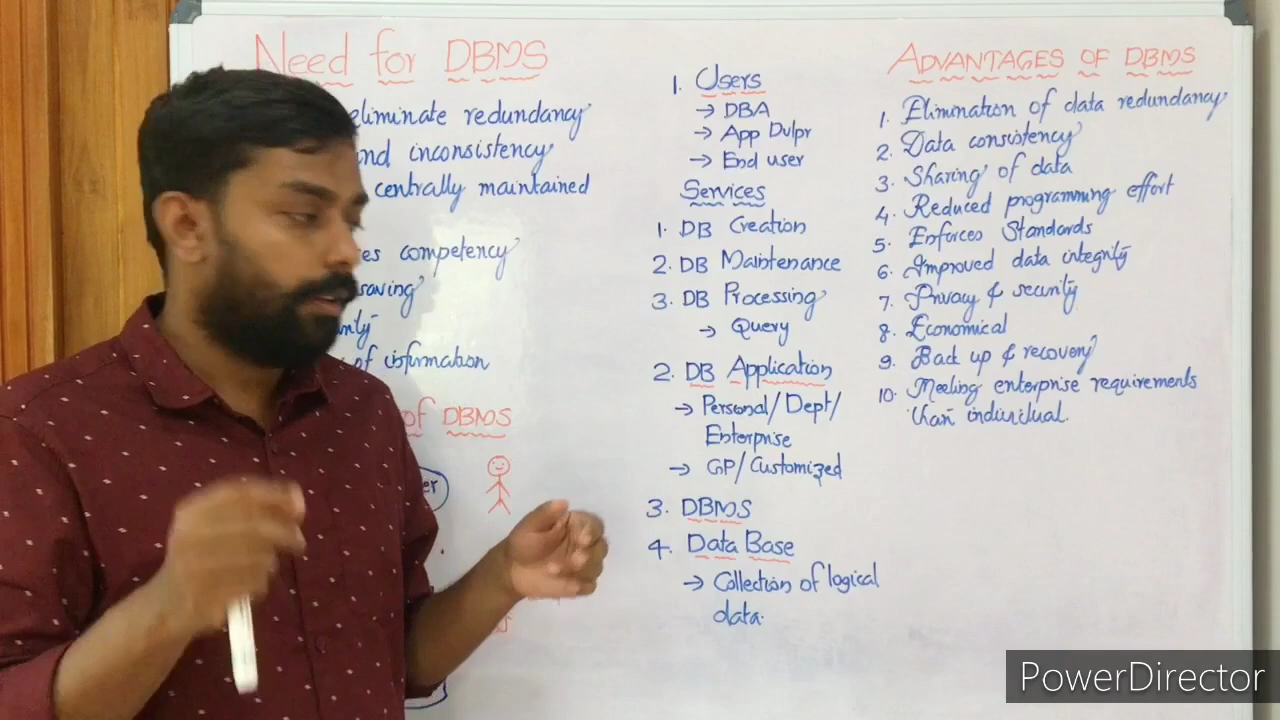 Need for DBMS
eliminate redundancy
and inconsistency
centrally maintained
competency
saving
of information
of DBMS
1. Users
→ DBA
→ App Dvlpr
→ End user
Services
1. DB Creation
2. DB Maintenance
3. DB Processing
→ Query
2. DB Application
→ Personal/Dept/
Enterprise
→ GP/Customized
3. DBMS
4. Data Base
→ Collection of logical
data.
ADVANTAGES OF DBMS
1. Elimination of data redundancy
2. Data consistency
3. Sharing of data
4. Reduced programming effort
5. Enforces Standards
6. Improved data integrity
7. Privacy & security
8. Economical
9. Back up & recovery
10. Meeting enterprise requirements
than individual.
PowerDirector